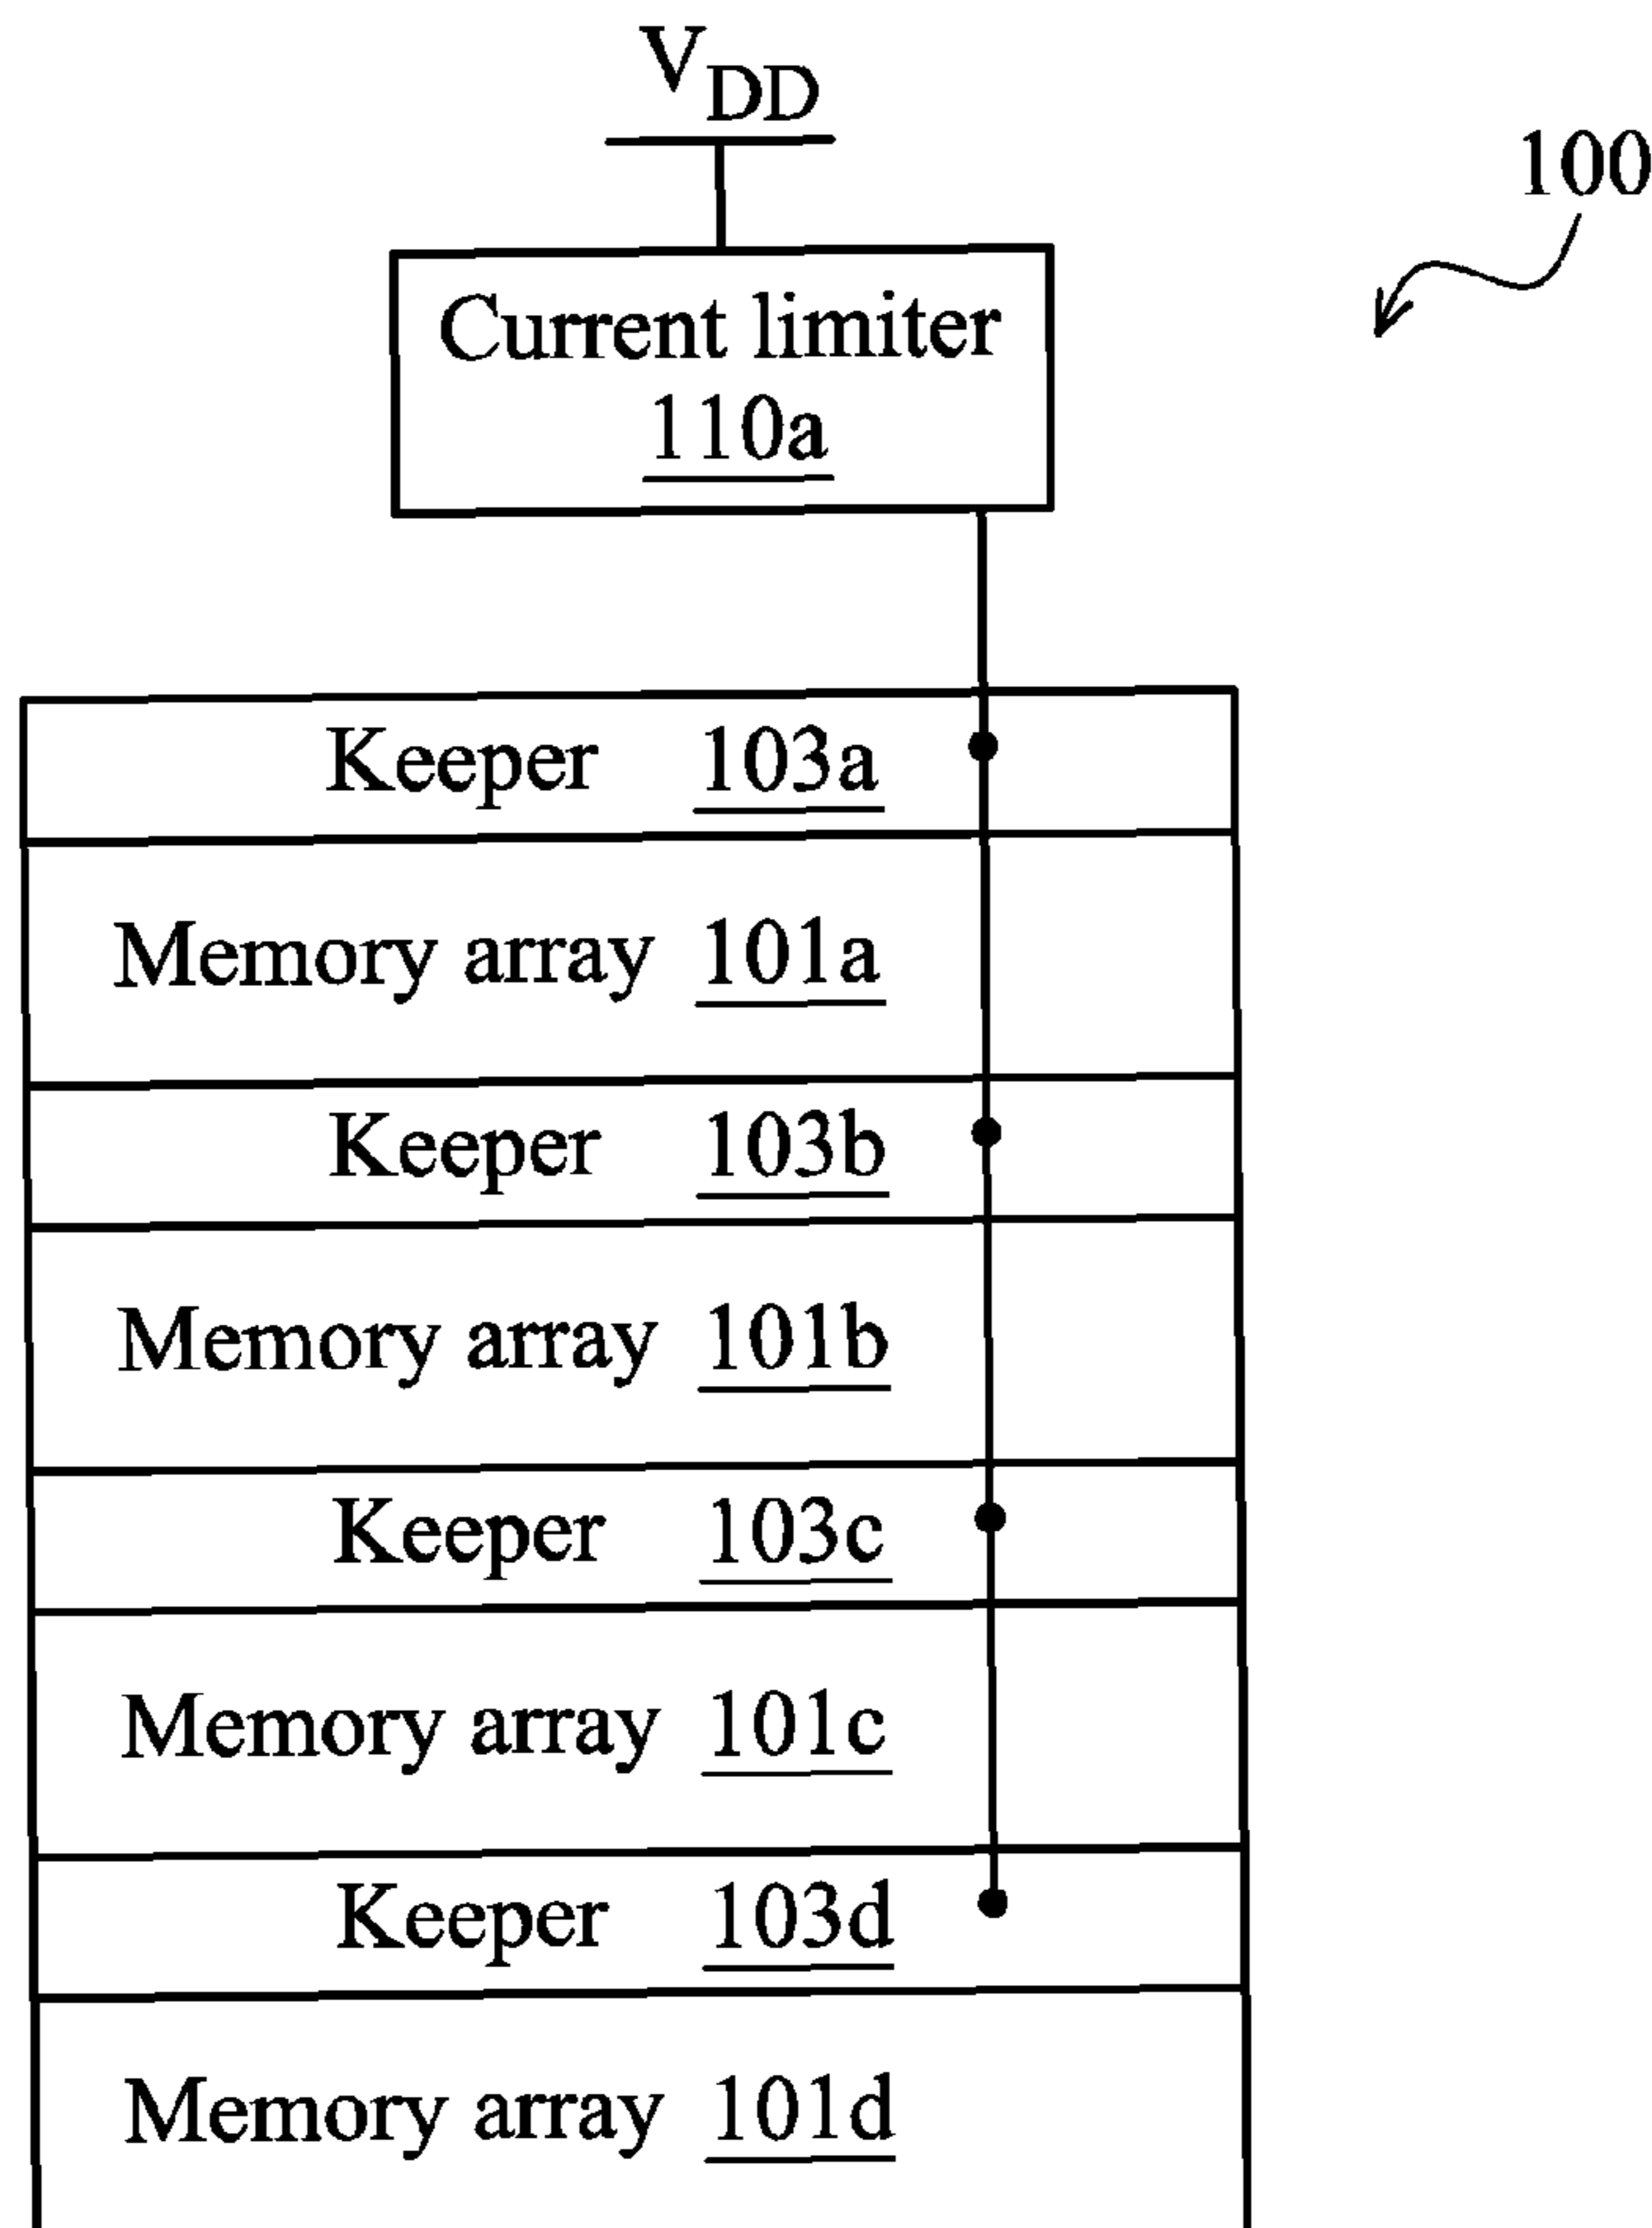 V_DD
100
Current limiter
110a
Keeper 103a
Memory array 101a
Keeper 103b
Memory array 101b
Keeper 103c
Memory array 101c
Keeper 103d
Memory array 101d